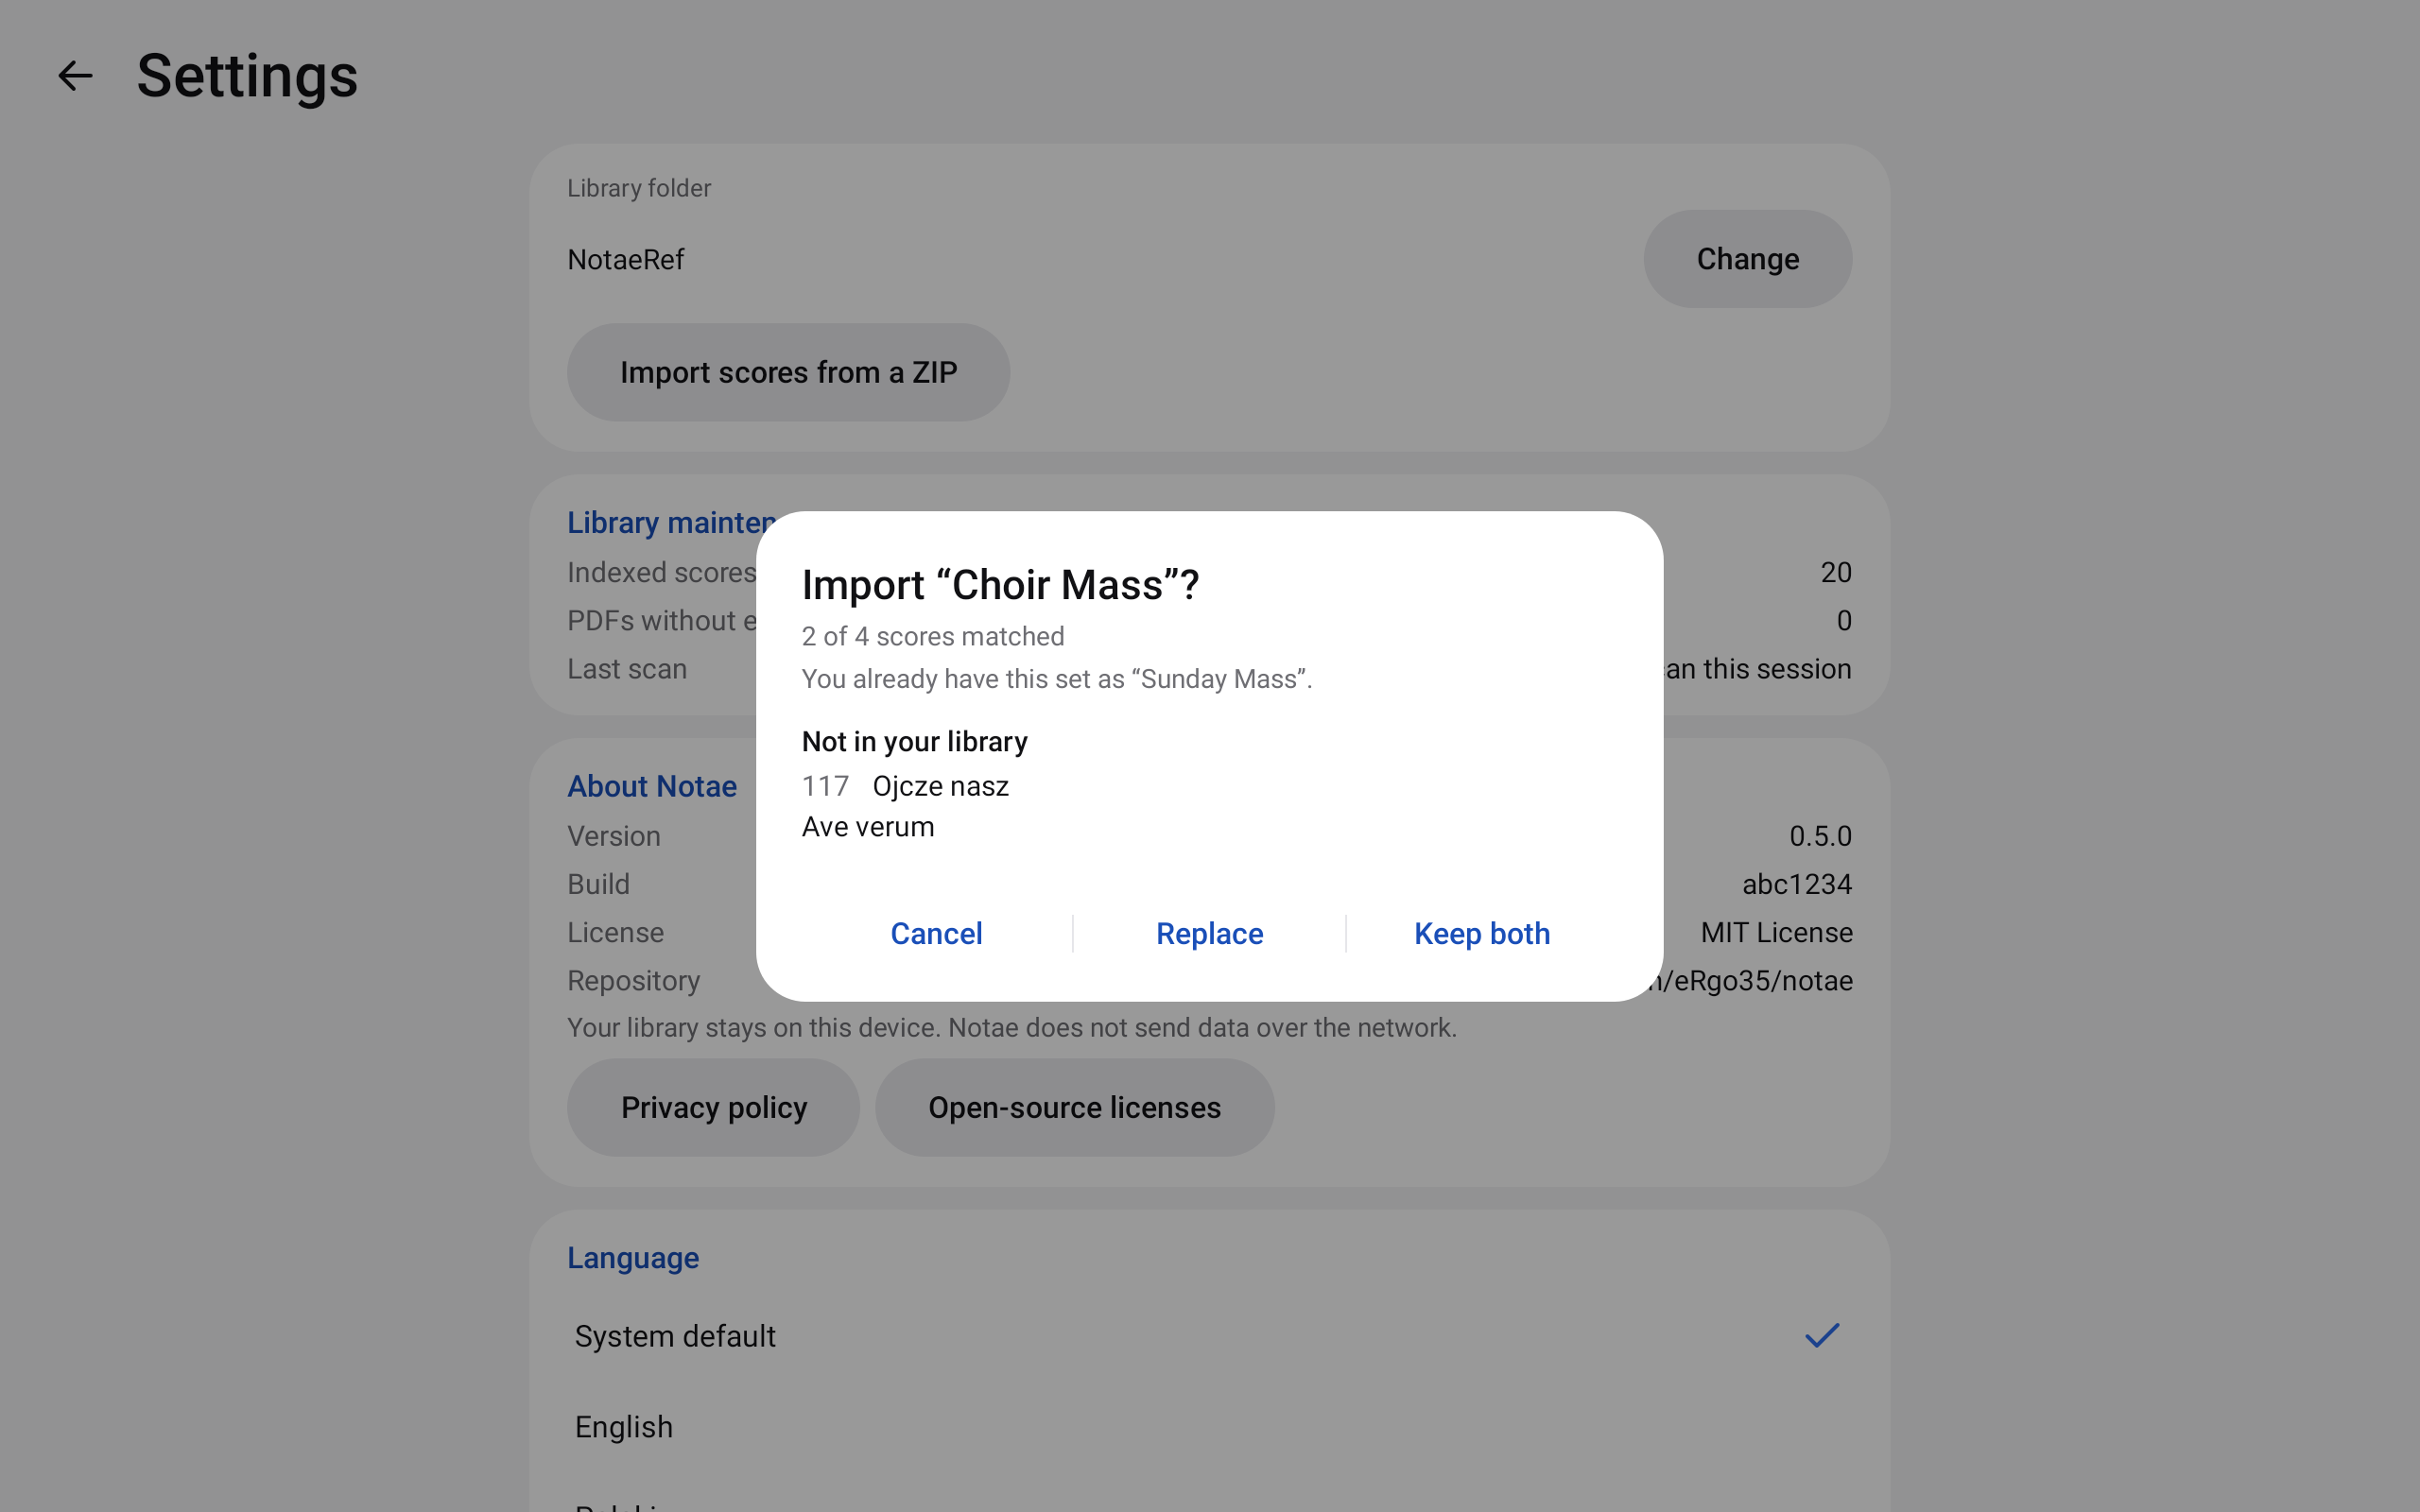 Settings
Library folder
NotaeRef
Change
Import scores from a ZIP
Library mainten
Indexed scores
20
PDFs without e
0
Last scan
an this session
Import “Choir Mass”?
2 of 4 scores matched
You already have this set as “Sunday Mass”.
Not in your library
117 Ojcze nasz
Ave verum
Cancel
Replace
Keep both
About Notae
Version
0.5.0
Build
abc1234
License
MIT License
Repository
/eRgo35/notae
Your library stays on this device. Notae does not send data over the network.
Privacy policy
Open-source licenses
Language
System default
English